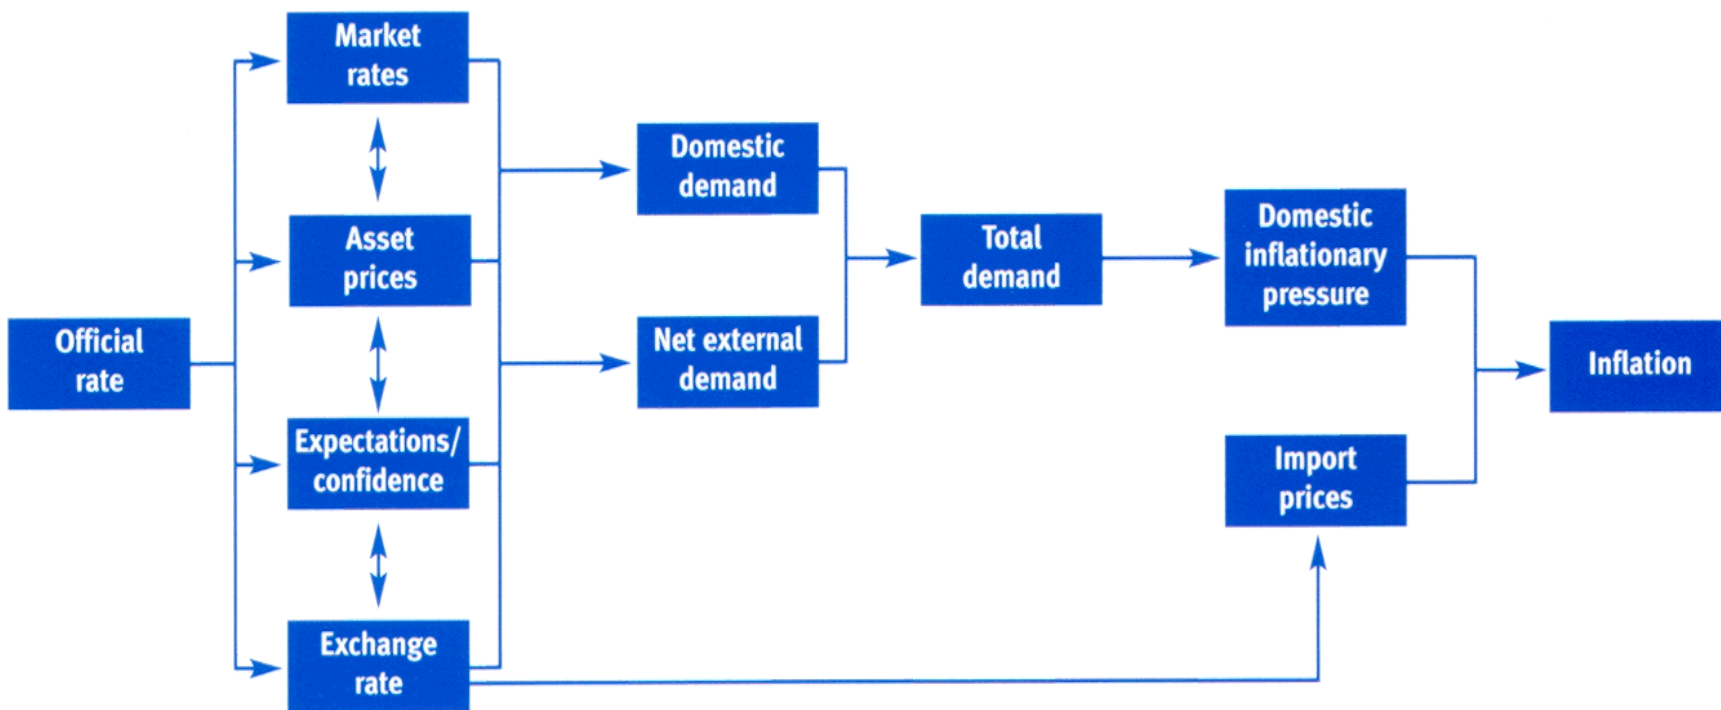 Market
rates
Asset
prices
Official
rate
Expectations/
confidence
Exchange
rate
Domestic
demand
Net external
demand
Total
demand
Domestic
inflationary
pressure
Import
prices
Inflation